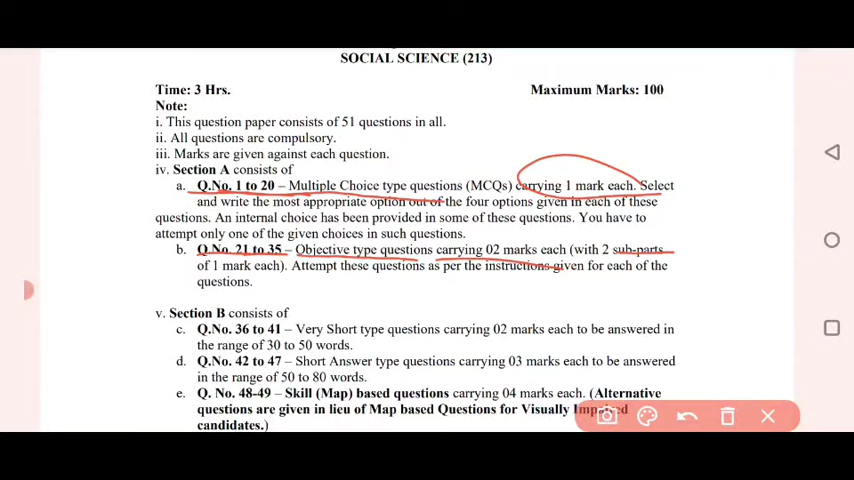 SOCIAL SCIENCE (213)
Time: 3 Hrs. Maximum Marks: 100
Note:
i. This question paper consists of 51 questions in all.
ii. All questions are compulsory.
iii. Marks are given against each question.
iv. Section A consists of
a. Q.No. 1 to 20 – Multiple Choice type questions (MCQs) carrying 1 mark each. Select
and write the most appropriate option out of the four options given in each of these
questions. An internal choice has been provided in some of these questions. You have to
attempt only one of the given choices in such questions.
b. Q.No. 21 to 35 – Objective type questions carrying 02 marks each (with 2 sub-parts
of 1 mark each). Attempt these questions as per the instructions given for each of the
questions.
v. Section B consists of
c. Q.No. 36 to 41 – Very Short type questions carrying 02 marks each to be answered in
the range of 30 to 50 words.
d. Q.No. 42 to 47 – Short Answer type questions carrying 03 marks each to be answered
in the range of 50 to 80 words.
e. Q. No. 48-49 – Skill (Map) based questions carrying 04 marks each. (Alternative
questions are given in lieu of Map based Questions for Visually Impaired
candidates.)